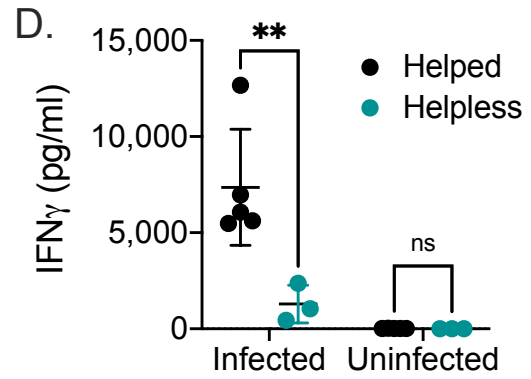 D.
15,000
10,000
5,000
0
IFNγ (pg/ml)
**
Helped
Helpless
ns
Infected Uninfected